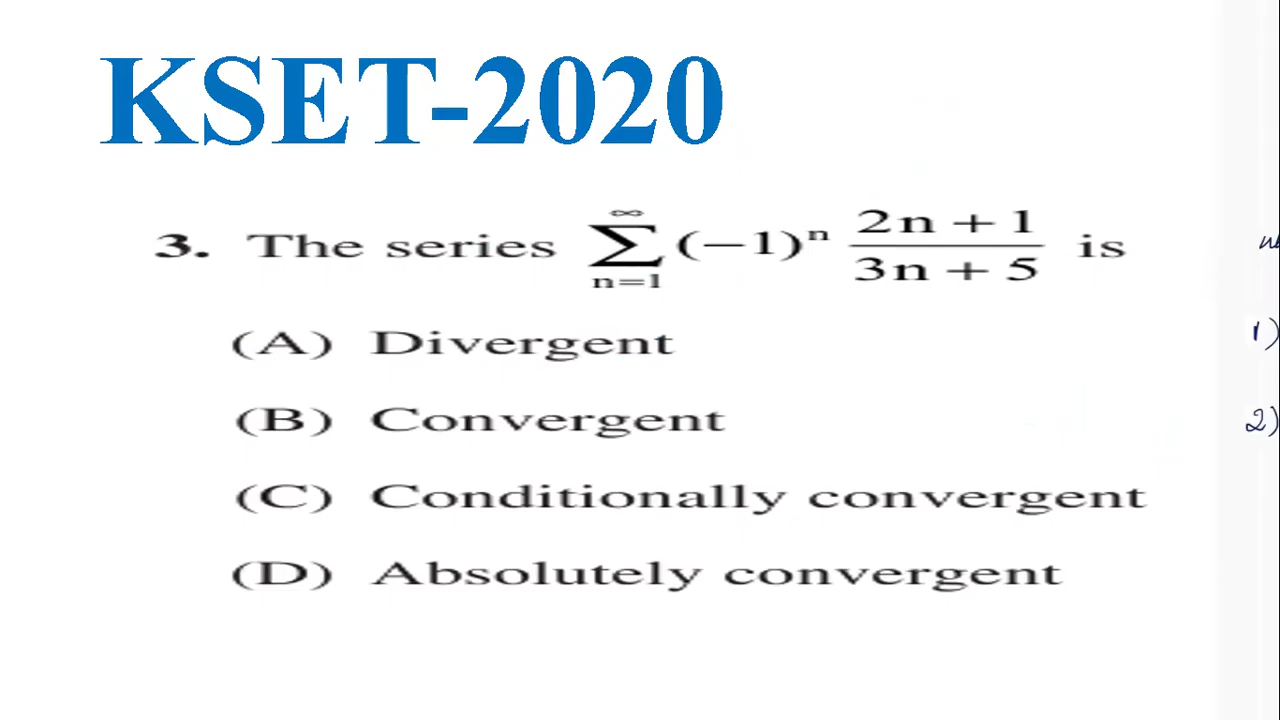 KSET-2020
3. The series ∑_{n=1}^{∞} (−1)^n (2n + 1)/(3n + 5) is
(A) Divergent
(B) Convergent
(C) Conditionally convergent
(D) Absolutely convergent
1)
2)